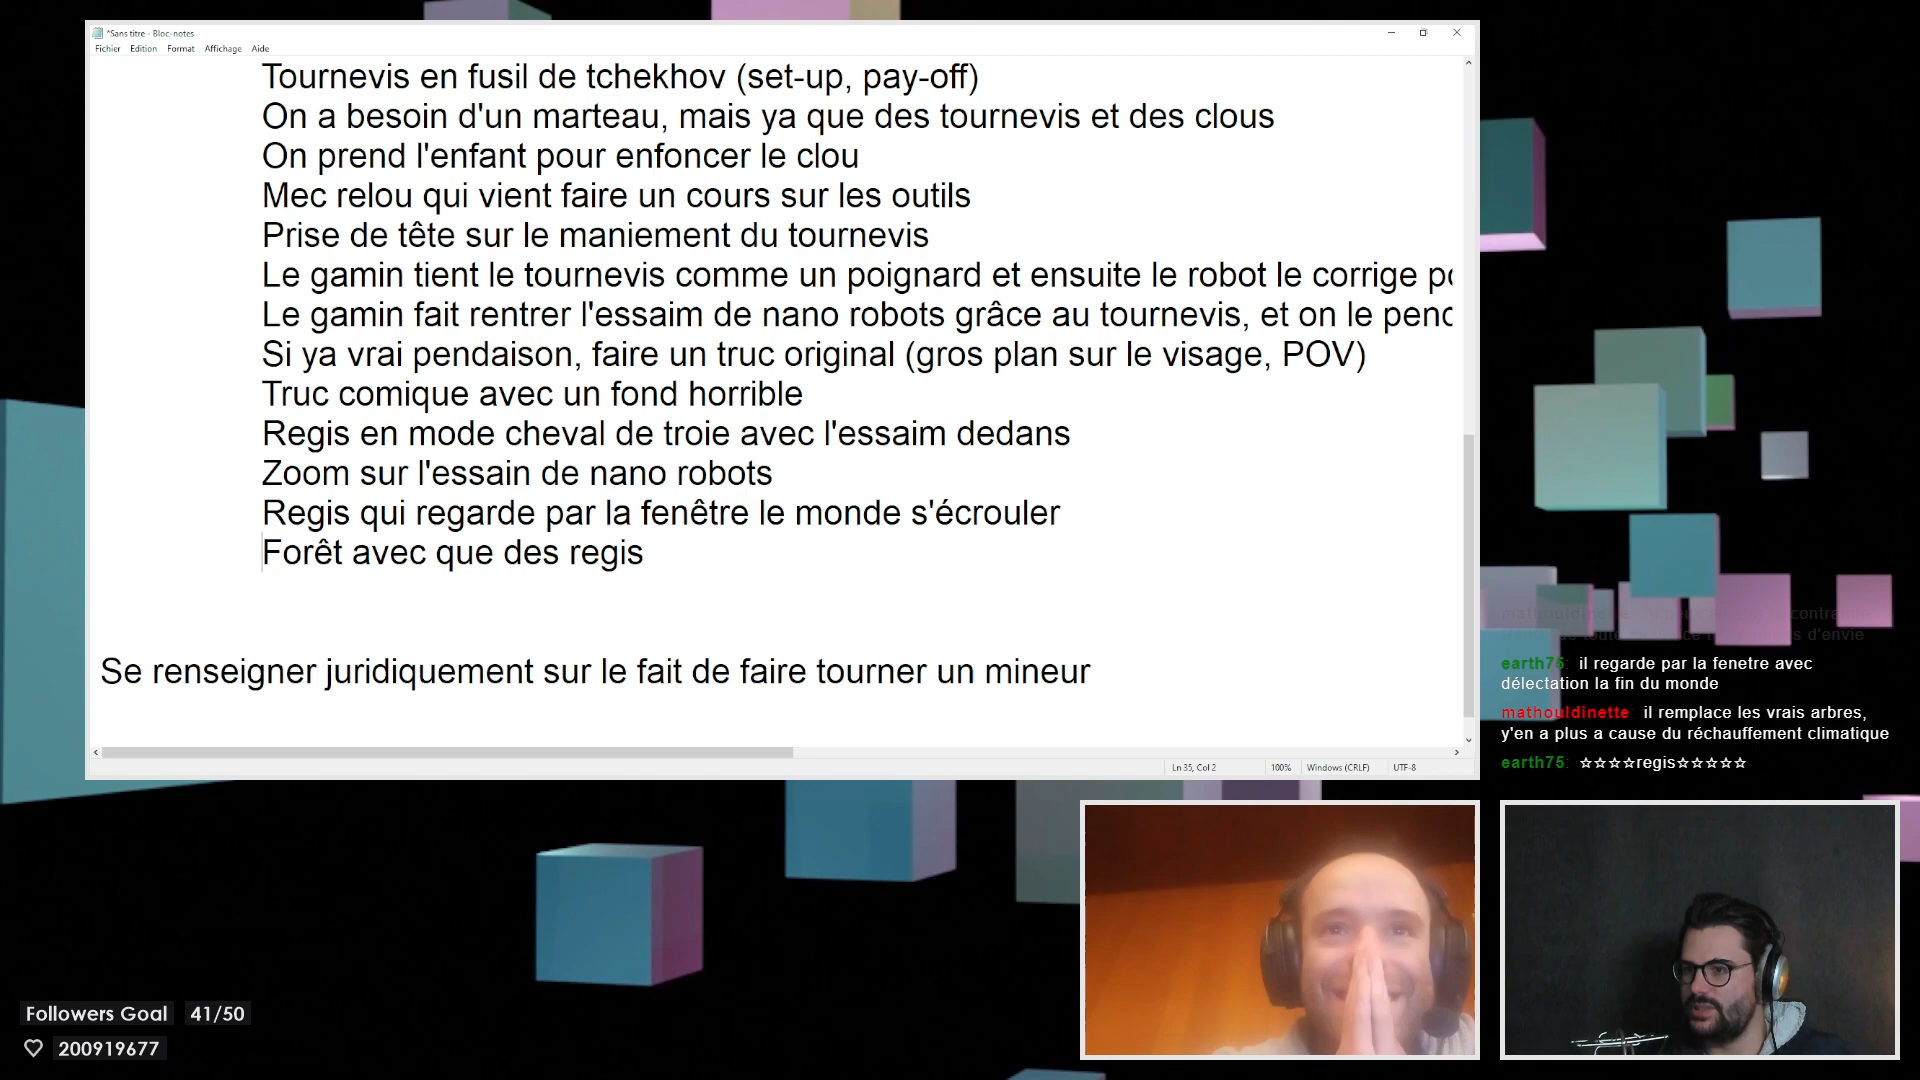 *Sans titre - Bloc-notes
Fichier Edition Format Affichage Aide
Tournevis en fusil de tchekhov (set-up, pay-off)
On a besoin d'un marteau, mais ya que des tournevis et des clous
On prend l'enfant pour enfoncer le clou
Mec relou qui vient faire un cours sur les outils
Prise de tête sur le maniement du tournevis
Le gamin tient le tournevis comme un poignard et ensuite le robot le corrige
Le gamin fait rentrer l'essaim de nano robots grâce au tournevis, et on le
Si ya vrai pendaison, faire un truc original (gros plan sur le visage, POV)
Truc comique avec un fond horrible
Regis en mode cheval de troie avec l'essaim dedans
Zoom sur l'essain de nano robots
Regis qui regarde par la fenêtre le monde s'écrouler
Forêt avec que des regis
Se renseigner juridiquement sur le fait de faire tourner un mineur
Ln 35, Col 2 100% Windows (CRLF) UTF-8
d'envie
earth75: il regarde par la fenetre avec
délectation la fin du monde
mathouldinette: il remplace les vrais arbres,
y'en a plus a cause du réchauffement climatique
earth75: ☆☆☆☆regis☆☆☆☆☆
Followers Goal 41/50
200919677